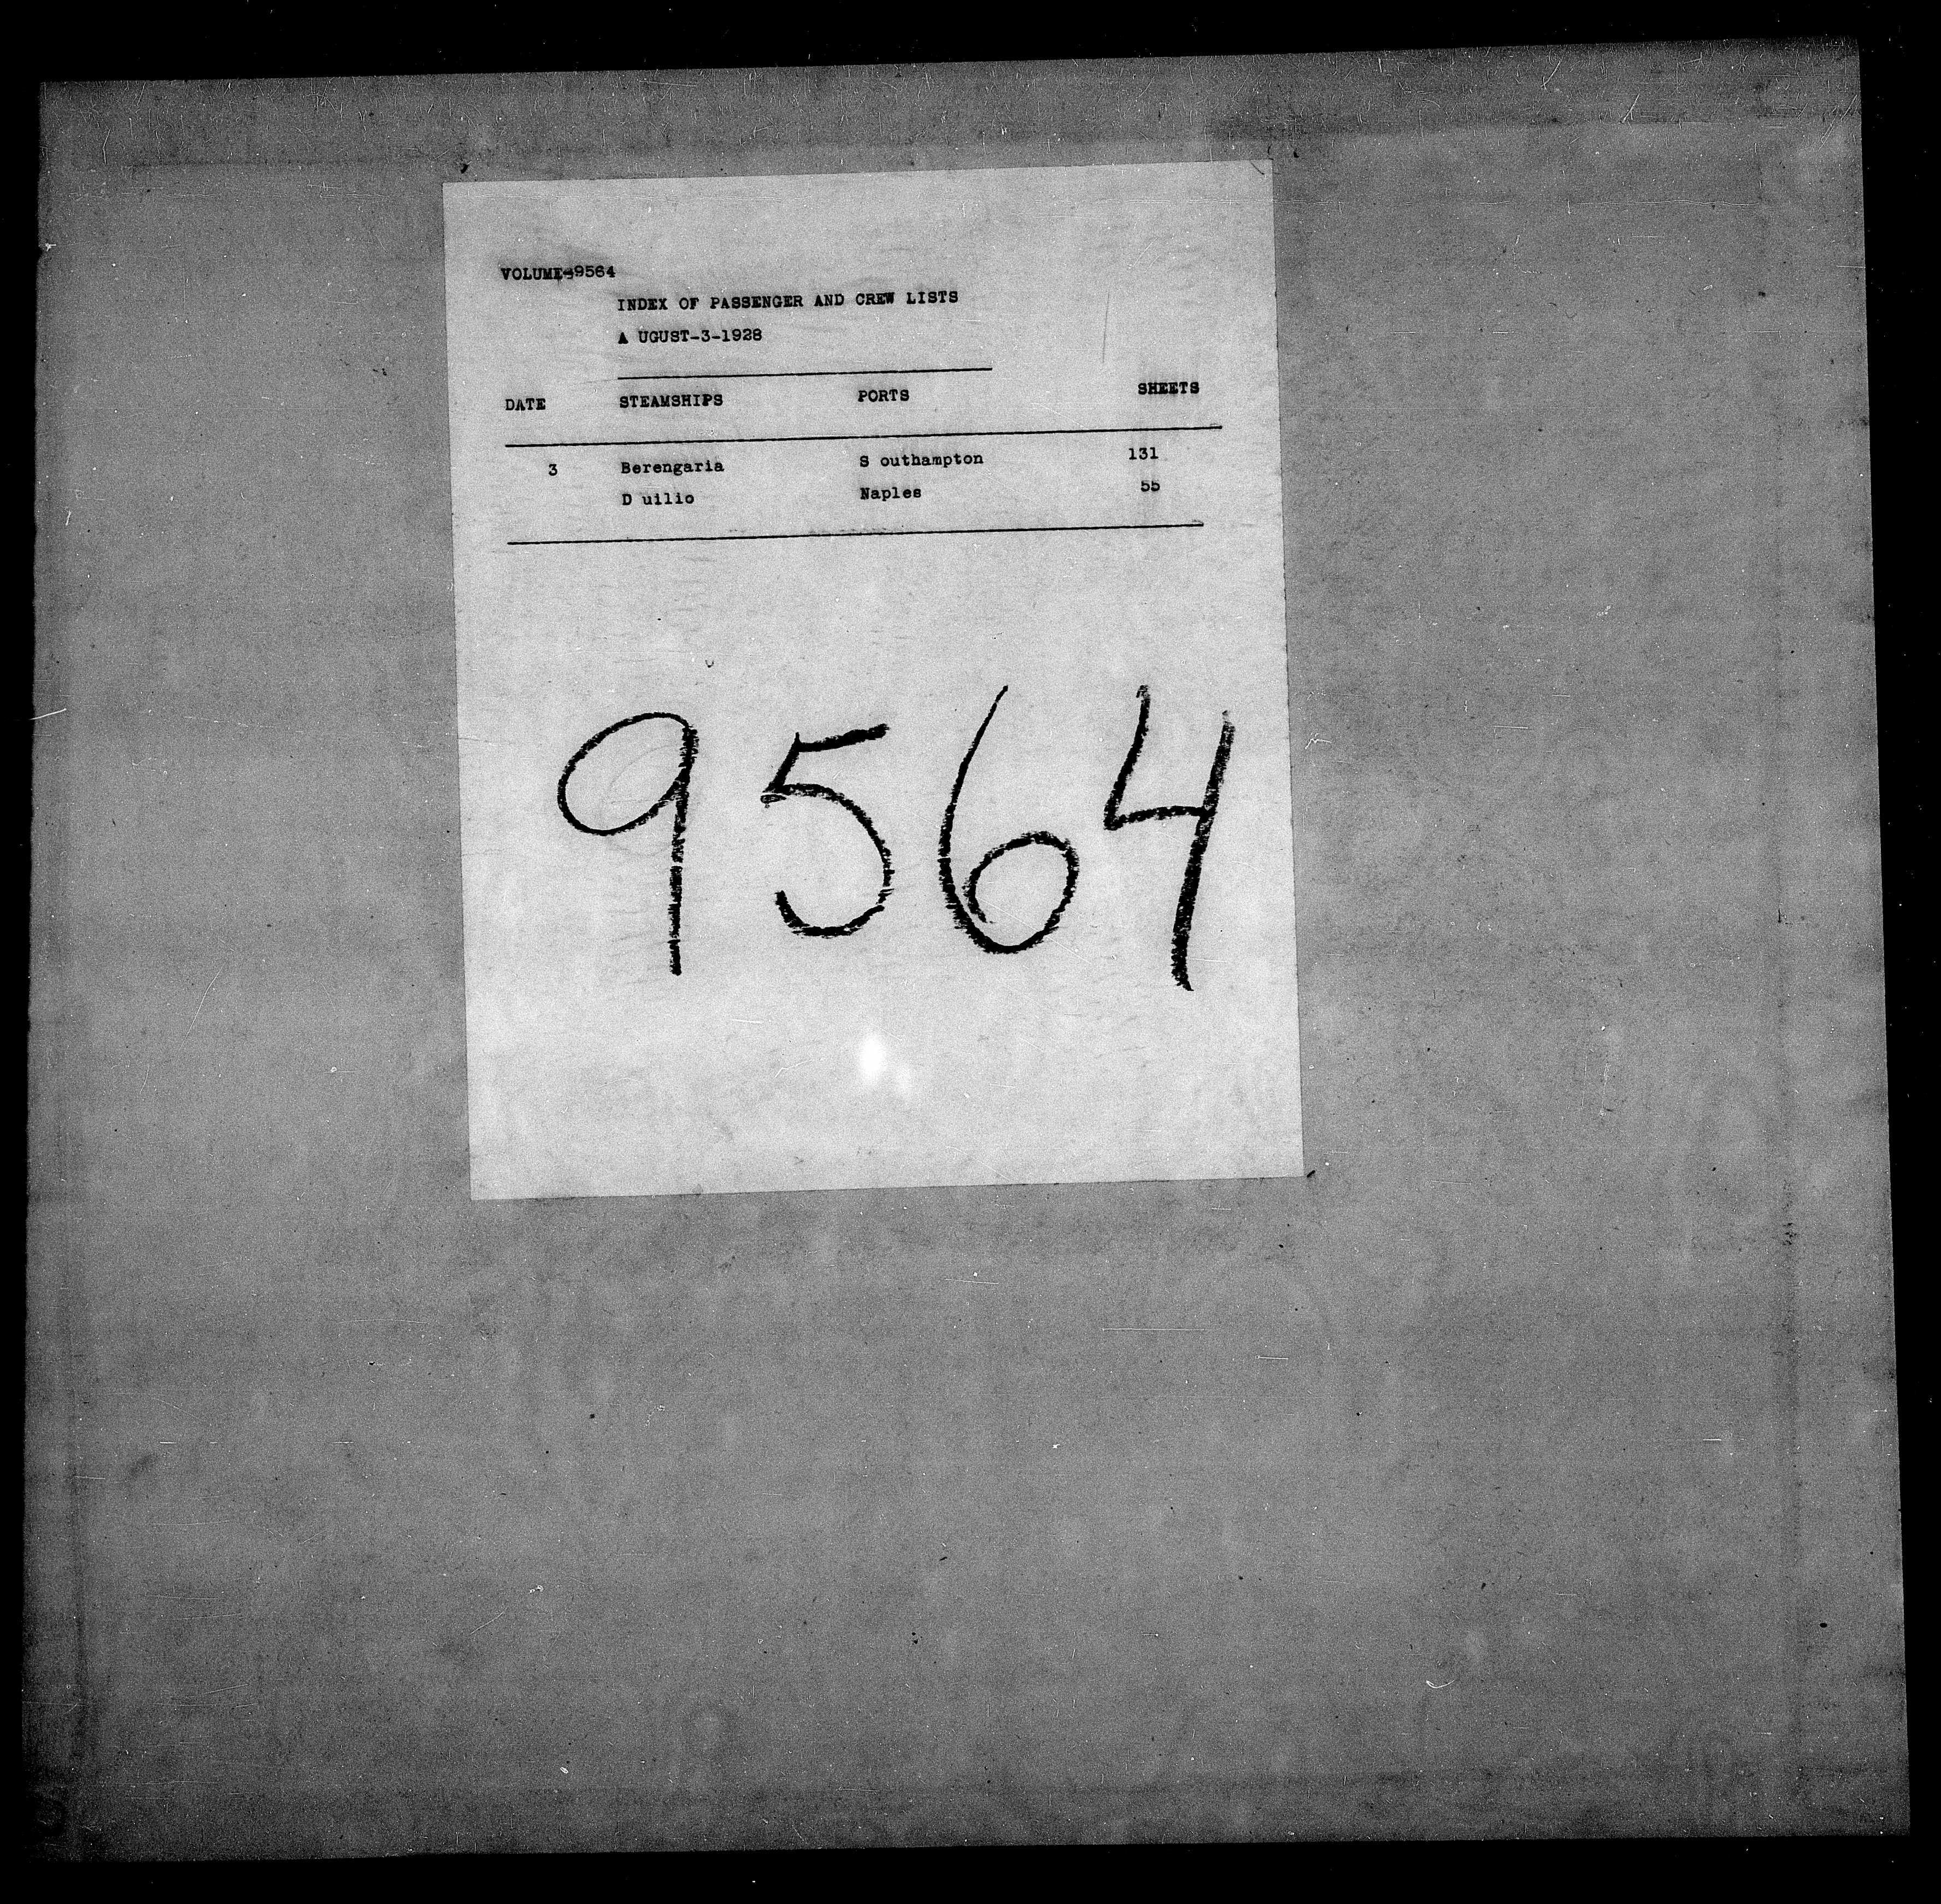 VOLUME-9564
INDEX OF PASSENGER AND CREW LISTS
A UGUST-3-1928
DATE STEAMSHIPS PORTS SHEETS
3 Berengaria S outhampton 131
D uilio Naples 55
9564